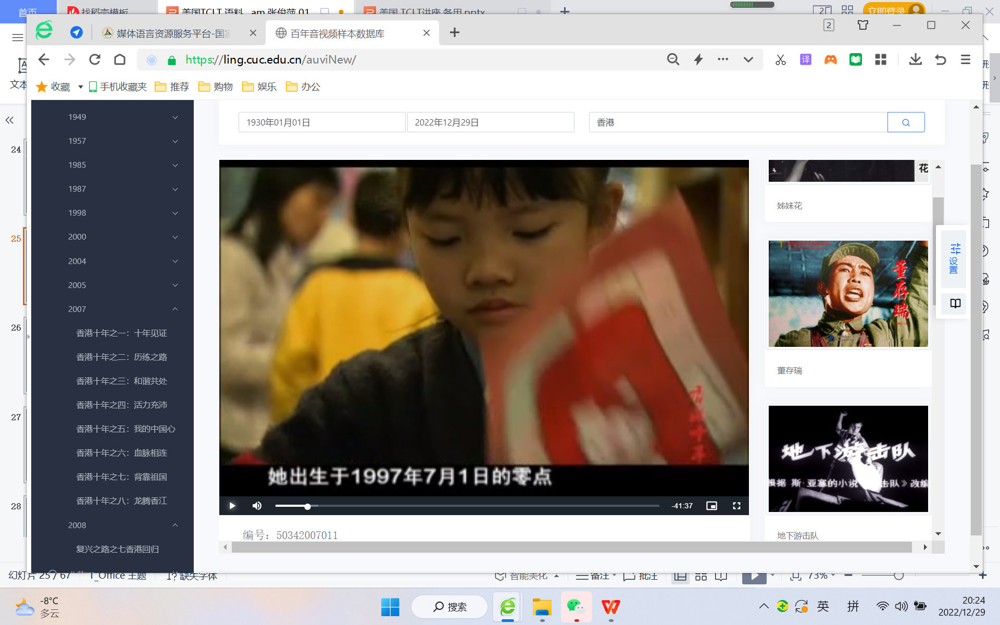 首页
找稻壳模板
美国TCLT 语料...am 张俊萍 01
美国 TCLT讲座 备用.pptx
立即登录
媒体语言资源服务平台-国家
百年音视频样本数据库
2
https://ling.cuc.edu.cn/auviNew/
译
文本
收藏
手机收藏夹
推荐
购物
娱乐
办公
1949
1957
1985
1987
1998
2000
2004
2005
2007
香港十年之一：十年见证
香港十年之二：历练之路
香港十年之三：和谐共处
香港十年之四：活力充沛
香港十年之五：我的中国心
香港十年之六：血脉相连
香港十年之七：背靠祖国
香港十年之八：龙腾香江
2008
复兴之路之七香港回归
24
25
26
27
28
1930年01月01日
2022年12月29日
香港
香港十年
她出生于1997年7月1日的零点
-41:37
编号：50342007011
花
姊妹花
董存瑞
董存瑞
地下游击队
根据 斯·亚塞的小说 击队》改编
地下游击队
设置
幻灯片 25 / 67
1_Office 主题
缺失字体
智能美化
备注
批注
73%
-8°C
多云
搜索
英
拼
20:24
2022/12/29